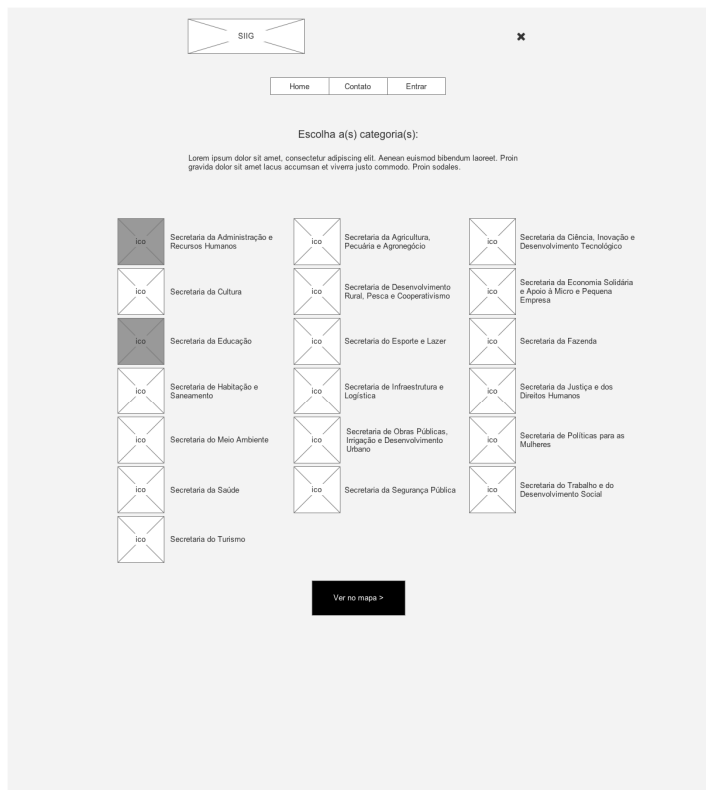 SIIG
Home Contato Entrar
Escolha a(s) categoria(s):
Lorem ipsum dolor sit amet, consectetur adipiscing elit. Aenean euismod bibendum laoreet. Proin
gravida dolor sit amet lacus accumsan et viverra justo commodo. Proin sodales.
ico
Secretaria da Administração e
Recursos Humanos
ico
Secretaria da Agricultura,
Pecuária e Agronegócio
ico
Secretaria da Ciência, Inovação e
Desenvolvimento Tecnológico
ico
Secretaria da Cultura
ico
Secretaria de Desenvolvimento
Rural, Pesca e Cooperativismo
ico
Secretaria da Economia Solidária
e Apoio à Micro e Pequena
Empresa
ico
Secretaria da Educação
ico
Secretaria do Esporte e Lazer
ico
Secretaria da Fazenda
ico
Secretaria de Habitação e
Saneamento
ico
Secretaria de Infraestrutura e
Logística
ico
Secretaria da Justiça e dos
Direitos Humanos
ico
Secretaria do Meio Ambiente
ico
Secretaria de Obras Públicas,
Irrigação e Desenvolvimento
Urbano
ico
Secretaria de Políticas para as
Mulheres
ico
Secretaria da Saúde
ico
Secretaria da Segurança Pública
ico
Secretaria do Trabalho e do
Desenvolvimento Social
ico
Secretaria do Turismo
Ver no mapa >